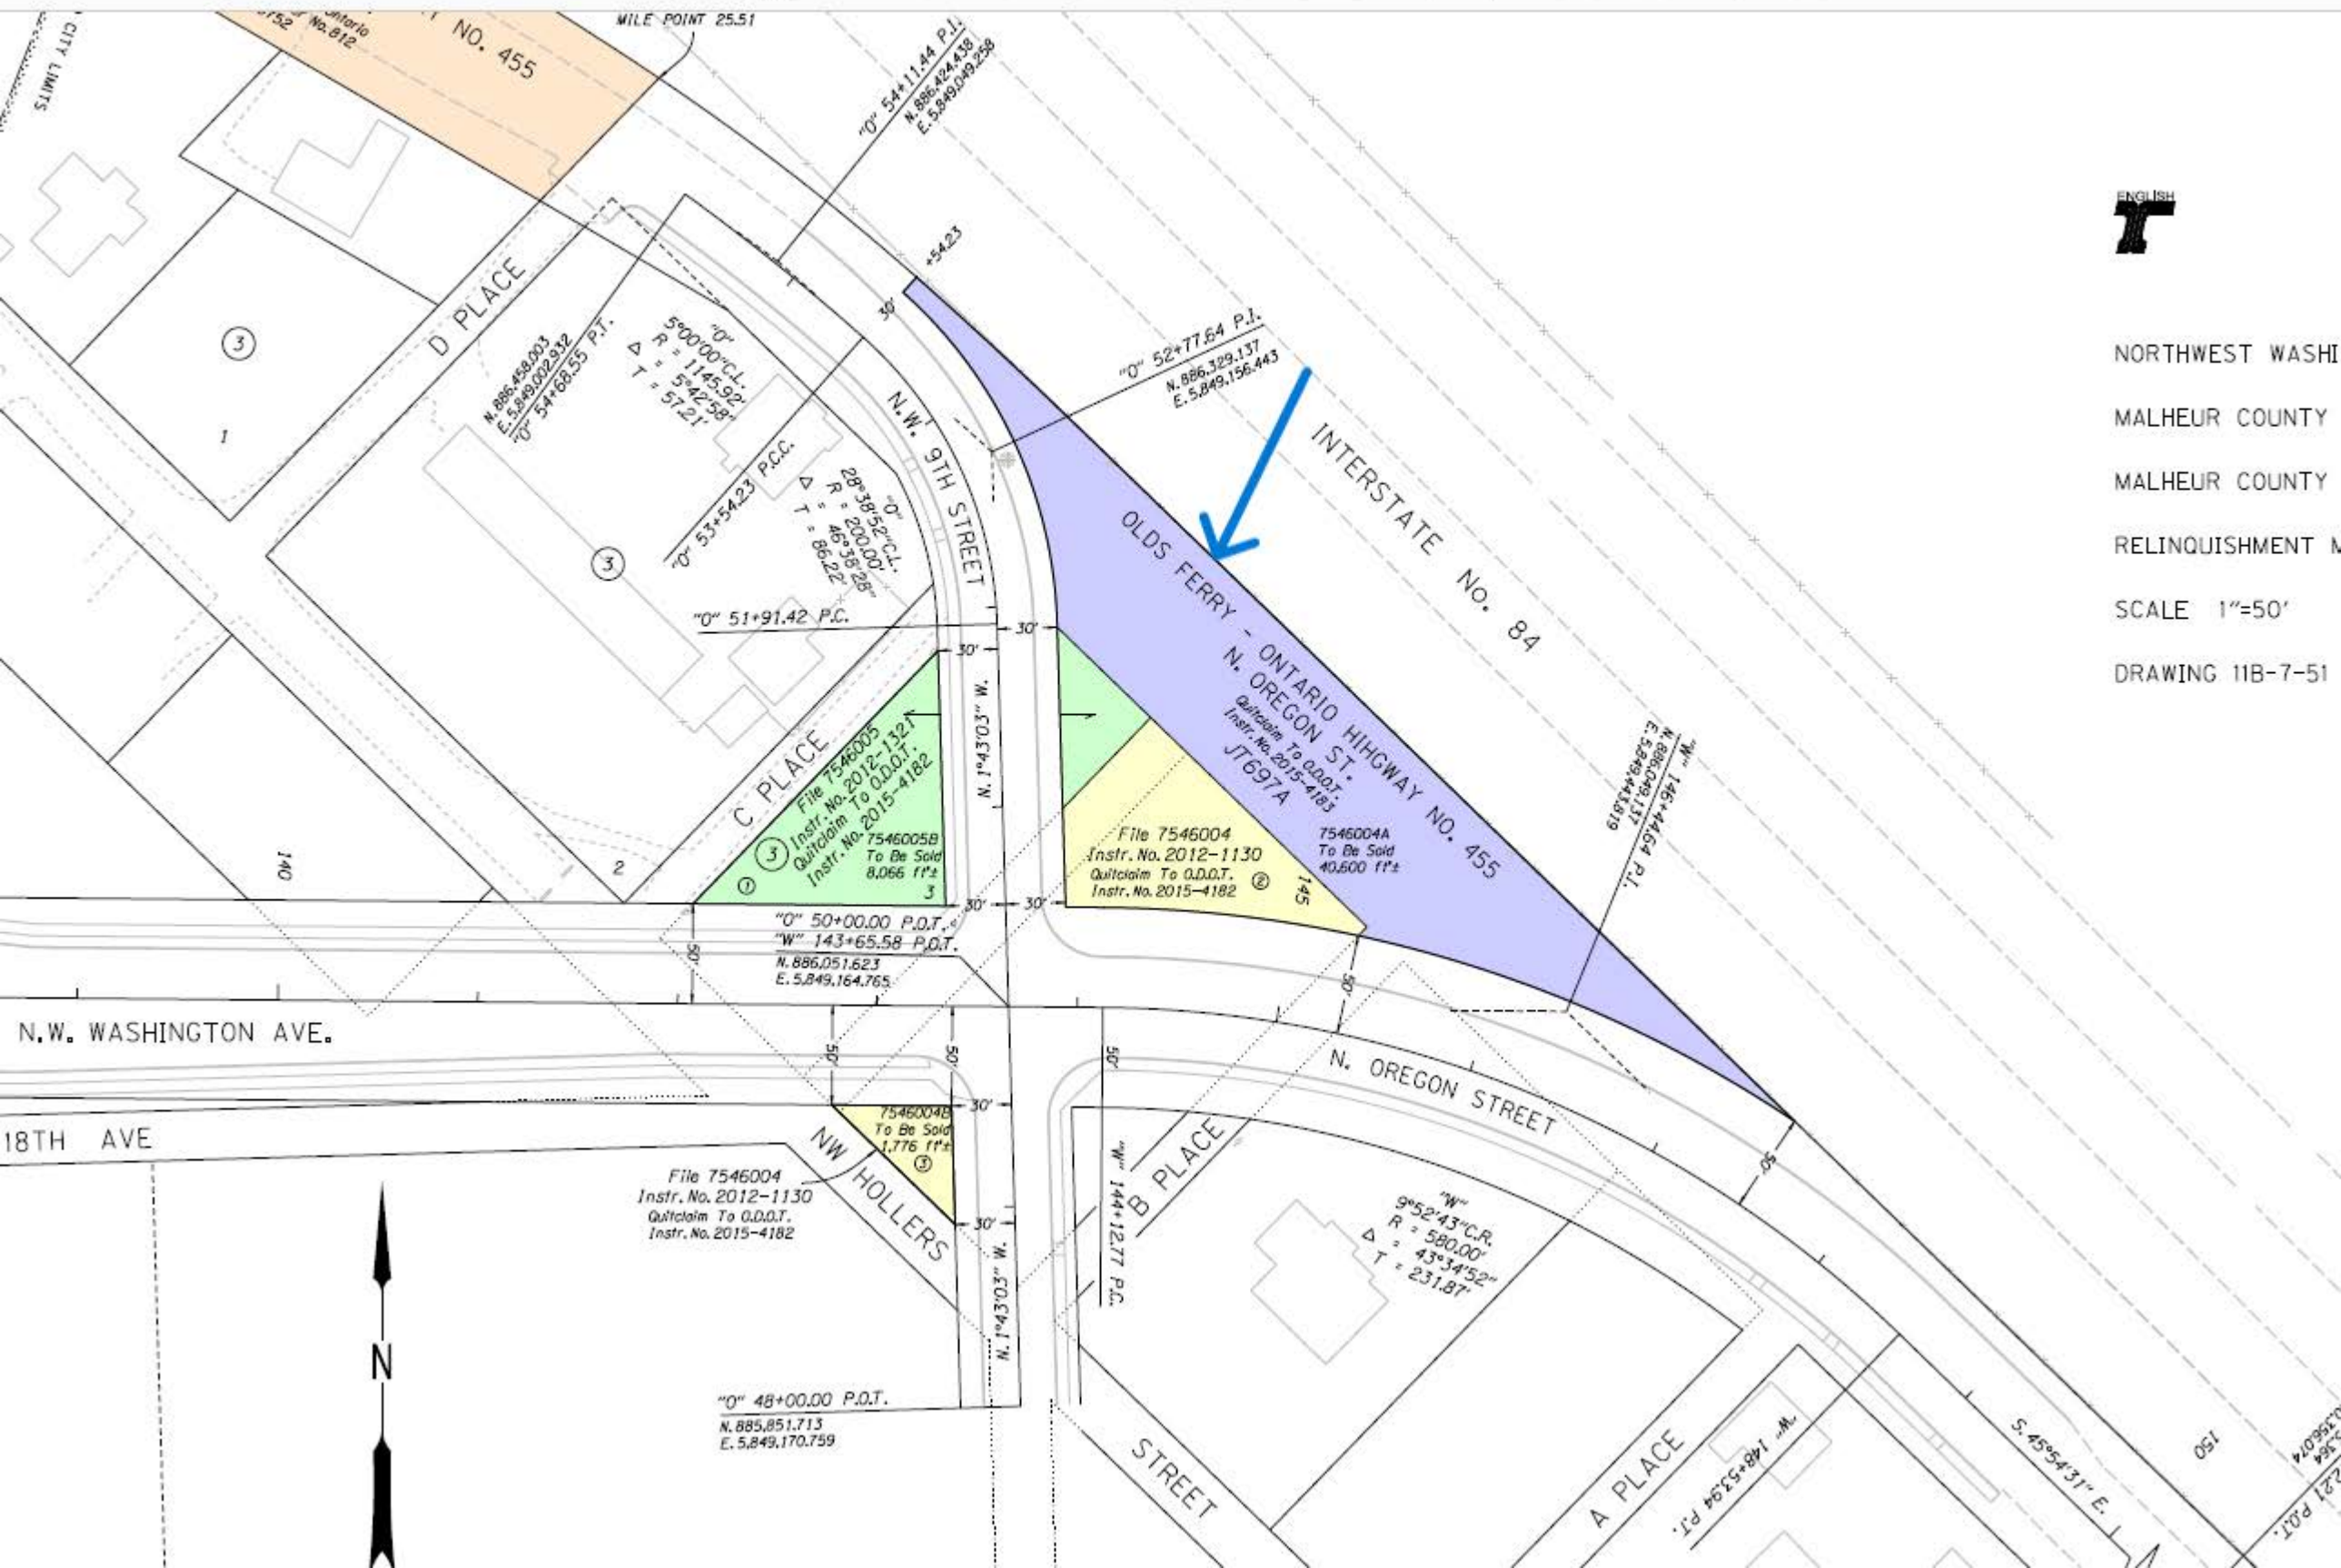 MILE POINT 25.51
CITY LIMITS
Ontario
No. 812
NO. 455
"O" 54+11.44 P.I.
N. 886,424.438
E. 5,849,049.258
ENGLISH
+54.23
30'
D PLACE
N. 886,458.003
E. 5,849,002.932
"O" 54+68.55 P.T.
"O"
5°00'00"C.L.
R = 1145.92'
Δ = 5°42'58"
T = 57.21'
"O" 52+77.64 P.I.
N. 886,329.137
E. 5,849,156.443
3
1
NORTHWEST WASHI
MALHEUR COUNTY
MALHEUR COUNTY
RELINQUISHMENT M
SCALE 1"=50'
DRAWING 11B-7-51
INTERSTATE No. 84
N.W. 9TH STREET
"O" 53+54.23 P.C.C.
"O"
28°38'52"C.L.
R = 200.00'
Δ = 46°38'28"
T = 86.22'
3
"O" 51+91.42 P.C.
30'
30'
OLDS FERRY - ONTARIO HIHGWAY NO. 455
N. OREGON ST.
Quitclaim To O.D.O.T.
Instr. No. 2015-4183
JT697A
7546004A
To Be Sold
40,600 ft²±
N. 1°43'03" W.
C PLACE
File 7546005
Instr. No. 2012-1321
Quitclaim To O.D.O.T.
Instr. No. 2015-4182
3
7546005B
To Be Sold
8,066 ft²±
3
1
File 7546004
Instr. No. 2012-1130
Quitclaim To O.D.O.T.
Instr. No. 2015-4182
2
145
"W" 146+44.64 P.I.
N. 886,049.137
E. 5,849,443.819
140
2
30'
30'
"O" 50+00.00 P.O.T.
"W" 143+65.58 P.O.T.
N. 886,051.623
E. 5,849,164.765
50'
50'
N.W. WASHINGTON AVE.
50'
50'
50'
N. OREGON STREET
18TH AVE
7546004B
To Be Sold
1,776 ft²±
3
30'
30'
NW HOLLERS
File 7546004
Instr. No. 2012-1130
Quitclaim To O.D.O.T.
Instr. No. 2015-4182
"W" 144+12.77 P.C.
B PLACE
50'
"W"
9°52'43"C.R.
R = 580.00'
Δ = 43°34'52"
T = 231.87'
N. 1°43'03" W.
N
"O" 48+00.00 P.O.T.
N. 885,851.713
E. 5,849,170.759
STREET
A PLACE
"W" 148+53.94 P.T.
S. 45°54'31" E.
150